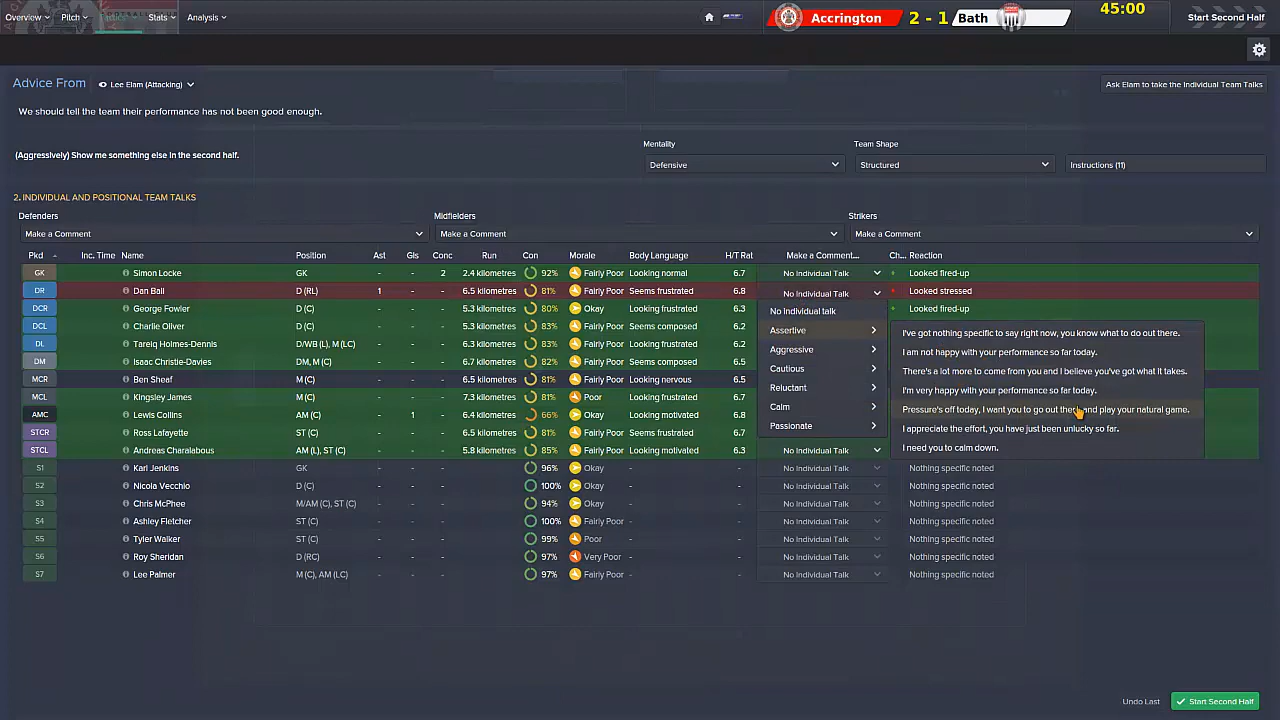 Overview Pitch Tactics Stats Analysis Accrington 2 - 1 Bath 45:00 Start Second Half
Advice From Lee Elam (Attacking) Ask Elam to take the Individual Team Talks
We should tell the team their performance has not been good enough.
Mentality Team Shape
(Aggressively) Show me something else in the second half.
Defensive Structured Instructions (11)
2. INDIVIDUAL AND POSITIONAL TEAM TALKS
Defenders Midfielders Strikers
Make a Comment Make a Comment Make a Comment
Pkd Inc. Time Name Position Ast Gls Conc Run Con Morale Body Language H/T Rat Make a Comment... Ch... Reaction
GK Simon Locke GK 2 2.4 kilometres 92% Fairly Poor Looking normal 6.7 No Individual Talk Looked fired-up
DR Dan Ball D (RL) 1 - - 6.5 kilometres 81% Fairly Poor Seems frustrated 6.8 No Individual Talk Looked stressed
DCR George Fowler D (C) - - - 5.3 kilometres 80% Okay Looking frustrated 6.3 Looked fired-up
DCL Charlie Oliver D (C) - - - 5.3 kilometres 83% Fairly Poor Seems composed 6.2
DL Tareiq Holmes-Dennis D/WB (L), M (LC) - - - 6.3 kilometres 83% Fairly Poor Looking frustrated 6.2
DM Isaac Christie-Davies DM, M (C) - - - 6.5 kilometres 82% Fairly Poor Seems composed 6.5
MCR Ben Sheaf M (C) - - - 6.5 kilometres 81% Fairly Poor Looking nervous 6.5
MCL Kingsley James M (C) - - - 6.7 kilometres 81% Poor Looking frustrated 6.7
AMC Lewis Collins AM (C) - 1 - 6.4 kilometres 66% Okay Looking motivated 6.8
STCR Ross Lafayette ST (C) - - - 6.4 kilometres 81% Fairly Poor Seems frustrated 6.7
STCL Andreas Charalabous AM (L), ST (C) - - - 5.8 kilometres 85% Fairly Poor Looking motivated 6.3 No Individual Talk
No Individual talk
Assertive
Aggressive
Cautious
Reluctant
Calm
Passionate
I've got nothing specific to say right now, you know what to do out there.
I am not happy with your performance so far today.
There's a lot more to come from you and I believe you've got what it takes.
I'm very happy with your performance so far today.
Pressure's off today, I want you to go out there and play your natural game.
I appreciate the effort, you have just been unlucky so far.
I need you to calm down.
S1 Karl Jenkins M (C) 96% Okay - - No Individual Talk Nothing specific noted
S2 Nicola Vecchio D (C) 100% Okay - - No Individual Talk Nothing specific noted
S3 Chris McPhee M/AM (C), ST (C) 94% Okay - - No Individual Talk Nothing specific noted
S4 Ashley Fletcher ST (C) 100% Fairly Poor - - No Individual Talk Nothing specific noted
S5 Tyler Walker ST (C) 99% Poor - - No Individual Talk Nothing specific noted
S6 Roy Sheridan D (RC) 97% Very Poor - - No Individual Talk Nothing specific noted
S7 Lee Palmer M (C), AM (LC) 97% Fairly Poor - - No Individual Talk Nothing specific noted
Undo Last Start Second Half